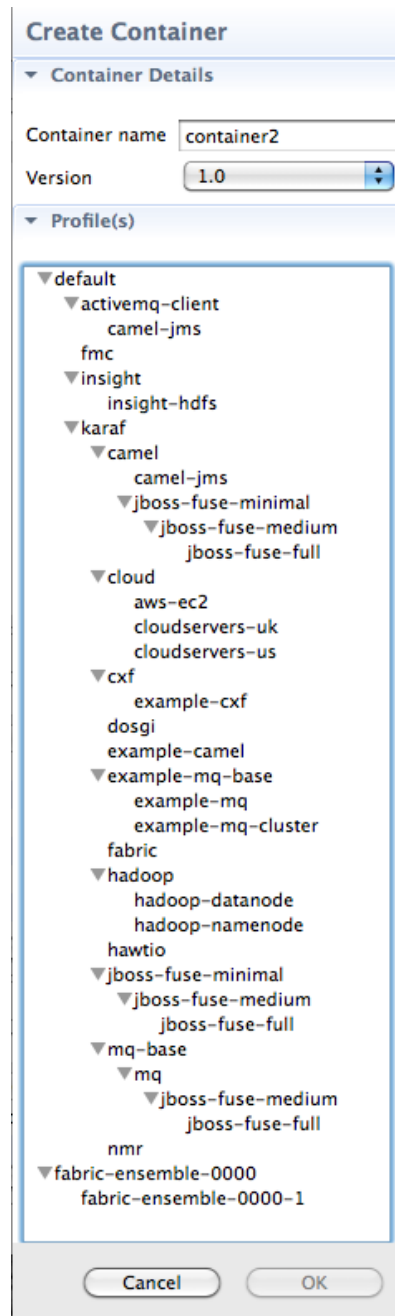 Create Container
Container Details
Container name container2
Version 1.0
Profile(s)
default
activemq-client
camel-jms
fmc
insight
insight-hdfs
karaf
camel
camel-jms
jboss-fuse-minimal
jboss-fuse-medium
jboss-fuse-full
cloud
aws-ec2
cloudservers-uk
cloudservers-us
cxf
example-cxf
dosgi
example-camel
example-mq-base
example-mq
example-mq-cluster
fabric
hadoop
hadoop-datanode
hadoop-namenode
hawtio
jboss-fuse-minimal
jboss-fuse-medium
jboss-fuse-full
mq-base
mq
jboss-fuse-medium
jboss-fuse-full
nmr
fabric-ensemble-0000
fabric-ensemble-0000-1
Cancel OK